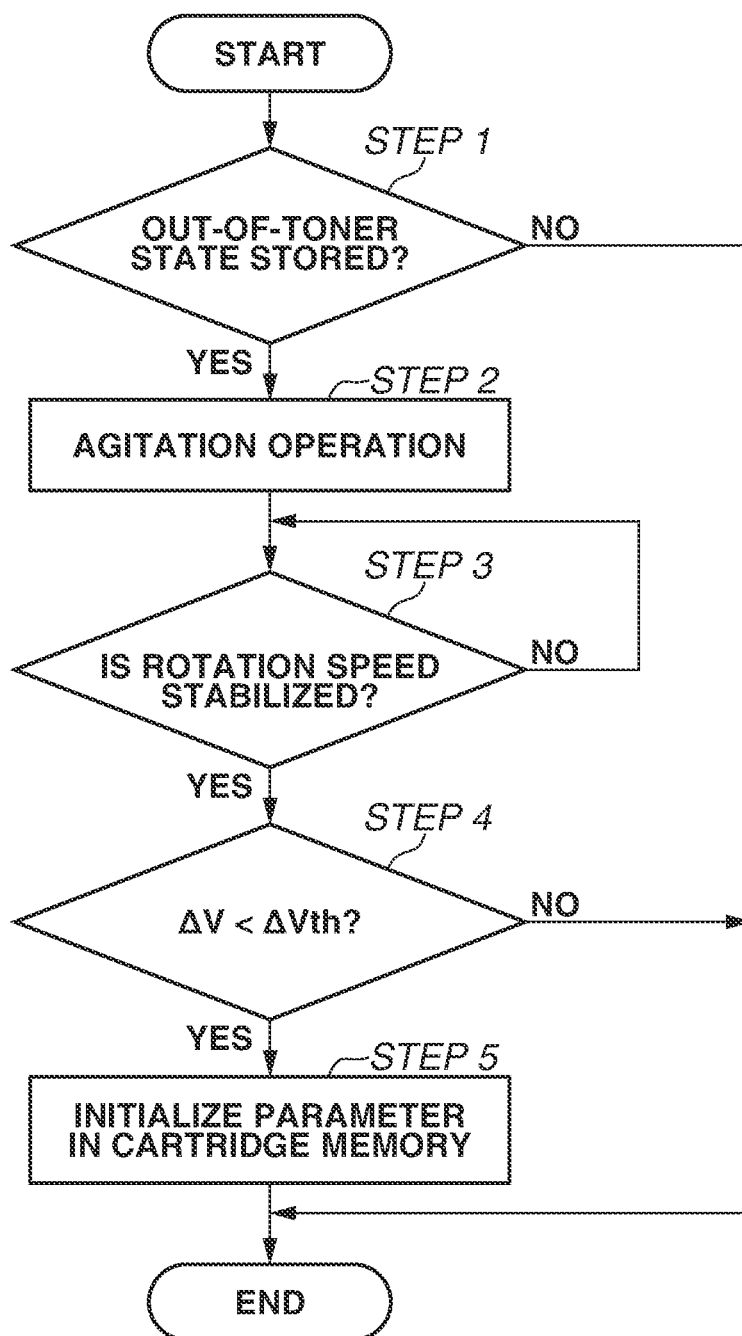 START
STEP 1
OUT-OF-TONER
STATE STORED?
NO
YES
STEP 2
AGITATION OPERATION
STEP 3
IS ROTATION SPEED
STABILIZED?
NO
YES
STEP 4
ΔV < ΔVth?
NO
YES
STEP 5
INITIALIZE PARAMETER
IN CARTRIDGE MEMORY
END